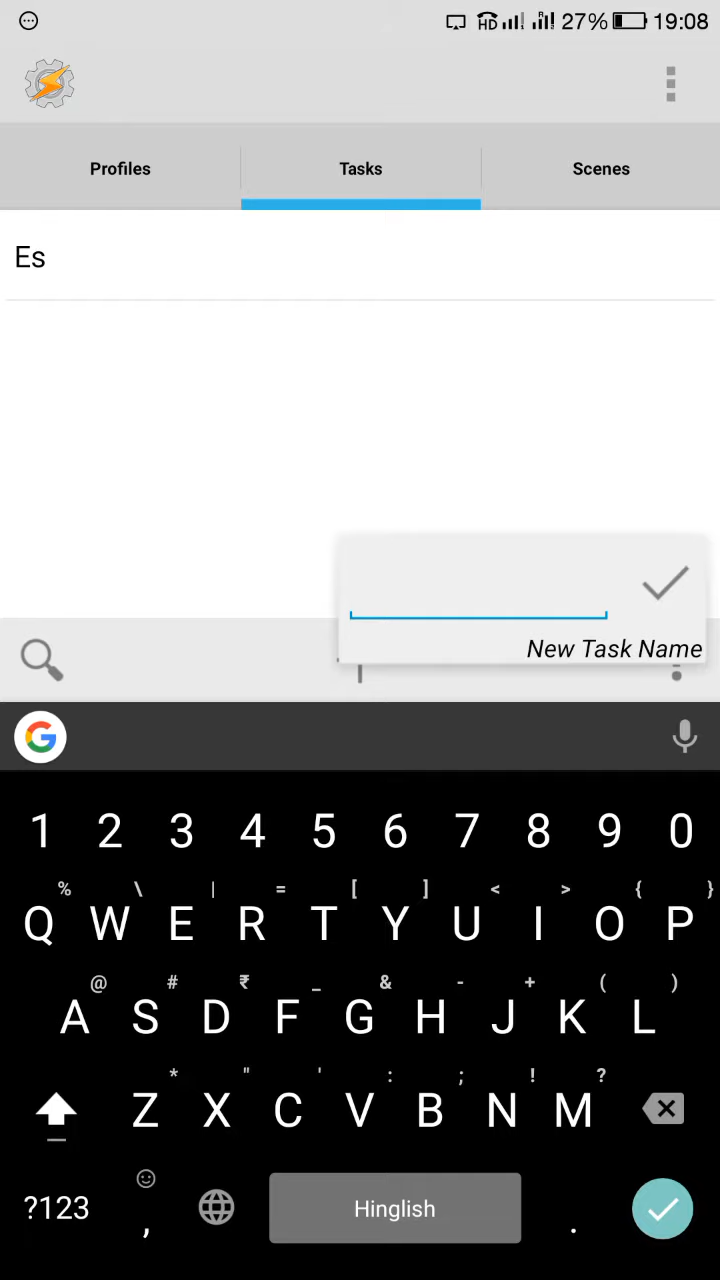 HD R 27% 19:08
Profiles Tasks Scenes
Es
New Task Name
G
1 2 3 4 5 6 7 8 9 0
% \ | = [ ] < > { }
Q W E R T Y U I O P
@ # ₹ _ & - + ( )
A S D F G H J K L
* " ' : ; ! ?
Z X C V B N M
?123 , Hinglish .